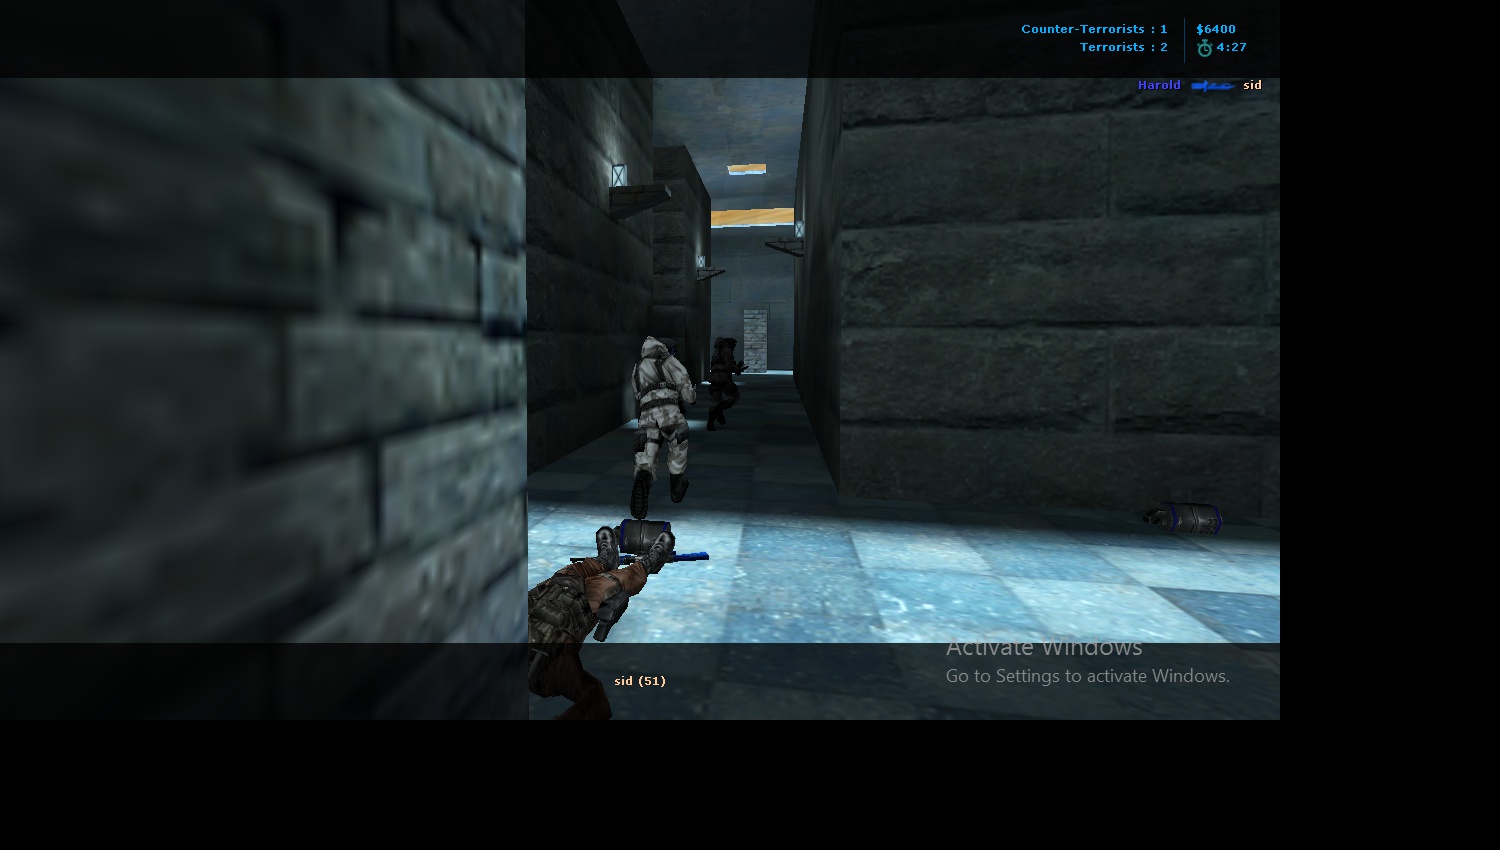 Counter-Terrorists : 1 $6400
Terrorists : 2 4:27
Harold sid
Activate Windows
Go to Settings to activate Windows.
sid (51)